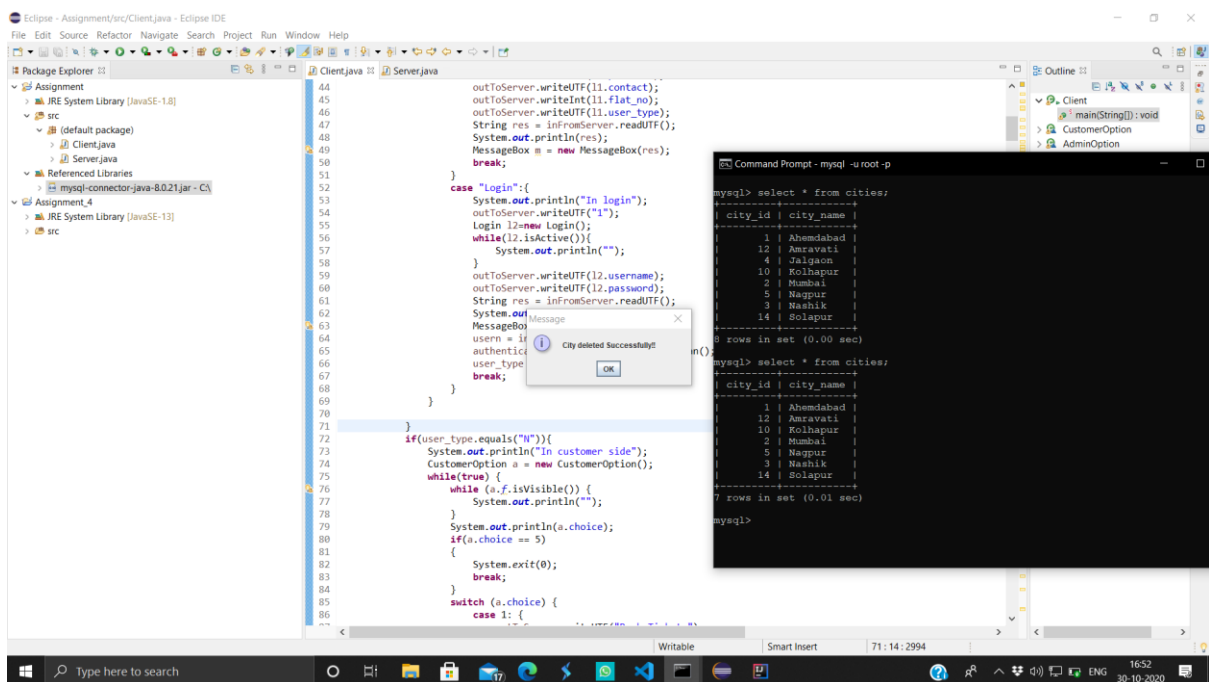 Eclipse - Assignment/src/Client.java - Eclipse IDE
File Edit Source Refactor Navigate Search Project Run Window Help
Package Explorer
Assignment
JRE System Library [JavaSE-1.8]
src
(default package)
Client.java
Server.java
Referenced Libraries
mysql-connector-java-8.0.21.jar - C:\
Assignment_4
JRE System Library [JavaSE-13]
src
Client.java Server.java
44 outToServer.writeUTF(l1.contact);
45 outToServer.writeInt(l1.flat_no);
46 outToServer.writeUTF(l1.user_type);
47 String res = inFromServer.readUTF();
48 System.out.println(res);
49 MessageBox m = new MessageBox(res);
50 break;
51 }
52 case "Login":{
53 System.out.println("In login");
54 outToServer.writeUTF("1");
55 Login l2=new Login();
56 while(l2.isActive()){
57 System.out.println("");
58 }
59 outToServer.writeUTF(l2.username);
60 outToServer.writeUTF(l2.password);
61 String res = inFromServer.readUTF();
62 System.out
63 MessageBox
64 usern = in
65 authentica on();
66 user_type
67 break;
68 }
69 }
70
71 }
72 if(user_type.equals("N")){
73 System.out.println("In customer side");
74 CustomerOption a = new CustomerOption();
75 while(true) {
76 while (a.f.isVisible()) {
77 System.out.println("");
78 }
79 System.out.println(a.choice);
80 if(a.choice == 5)
81 {
82 System.exit(0);
83 break;
84 }
85 switch (a.choice) {
86 case 1: {
Message
City deleted Successfully!!
OK
Outline
Client
main(String[]) : void
CustomerOption
AdminOption
Command Prompt - mysql -u root -p
mysql> select * from cities;
+---------+-----------+
| city_id | city_name |
+---------+-----------+
| 1 | Ahemdabad |
| 12 | Amravati |
| 4 | Jalgaon |
| 10 | Kolhapur |
| 2 | Mumbai |
| 5 | Nagpur |
| 3 | Nashik |
| 14 | Solapur |
+---------+-----------+
8 rows in set (0.00 sec)
mysql> select * from cities;
+---------+-----------+
| city_id | city_name |
+---------+-----------+
| 1 | Ahemdabad |
| 12 | Amravati |
| 10 | Kolhapur |
| 2 | Mumbai |
| 5 | Nagpur |
| 3 | Nashik |
| 14 | Solapur |
+---------+-----------+
7 rows in set (0.01 sec)
mysql>
Writable Smart Insert 71 : 14 : 2994
Type here to search
17
ENG
16:52
30-10-2020